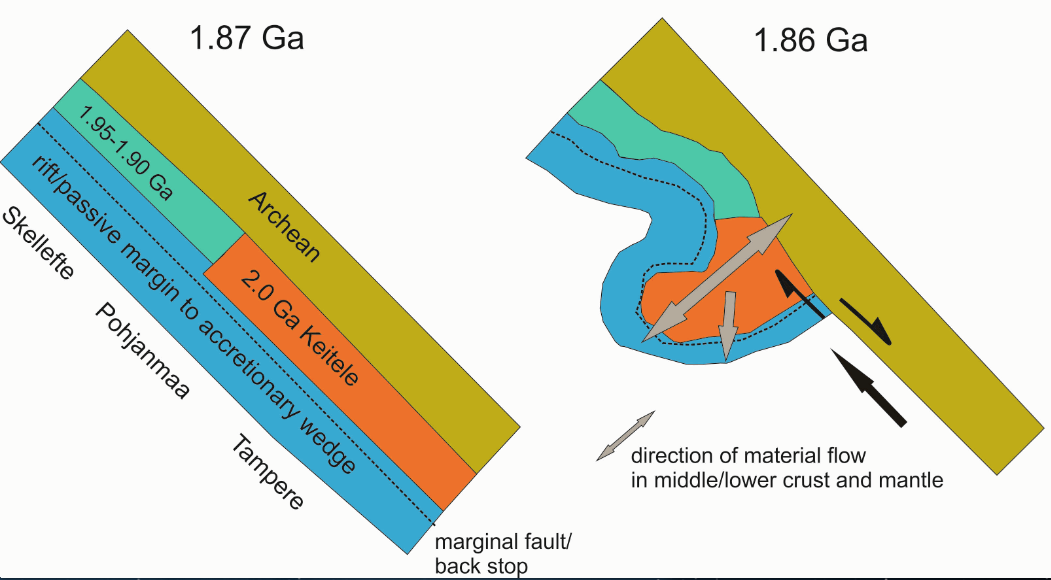 1.87 Ga
1.86 Ga
1.95-1.90 Ga
Archean
rift/passive margin to accretionary wedge
2.0 Ga Keitele
Skellefte
Pohjanmaa
Tampere
marginal fault/
back stop
direction of material flow
in middle/lower crust and mantle